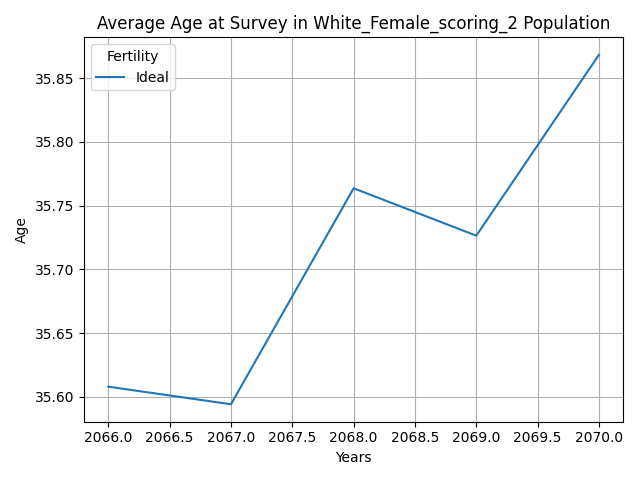 Average Age at Survey in White_Female_scoring_2 Population
Fertility
Ideal
35.85
35.80
35.75
35.70
35.65
35.60
Age
2066.0 2066.5 2067.0 2067.5 2068.0 2068.5 2069.0 2069.5 2070.0
Years